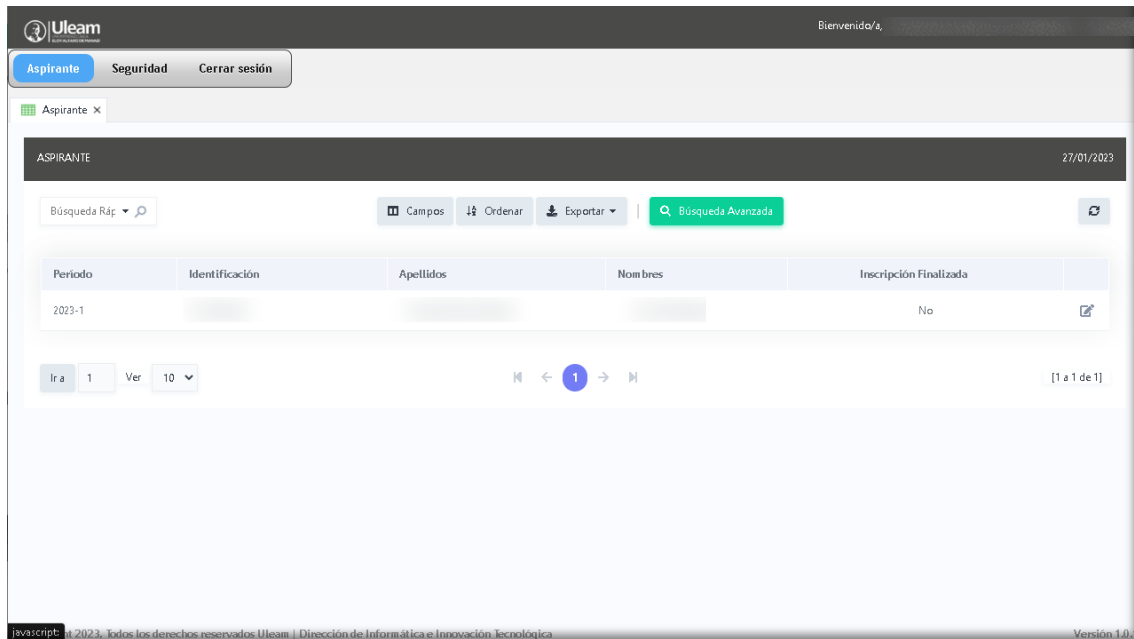 Uleam
Bienvenido/a,
Aspirante Seguridad Cerrar sesión
Aspirante ×
ASPIRANTE 27/01/2023
Búsqueda Ráp Campos Ordenar Exportar Búsqueda Avanzada
Período Identificación Apellidos Nombres Inscripción Finalizada
2023-1 No
Ir a 1 Ver 10 1 [1 a 1 de 1]
javascript: ht 2023, Todos los derechos reservados Uleam | Dirección de Informática e Innovación Tecnológica Versión 1.0